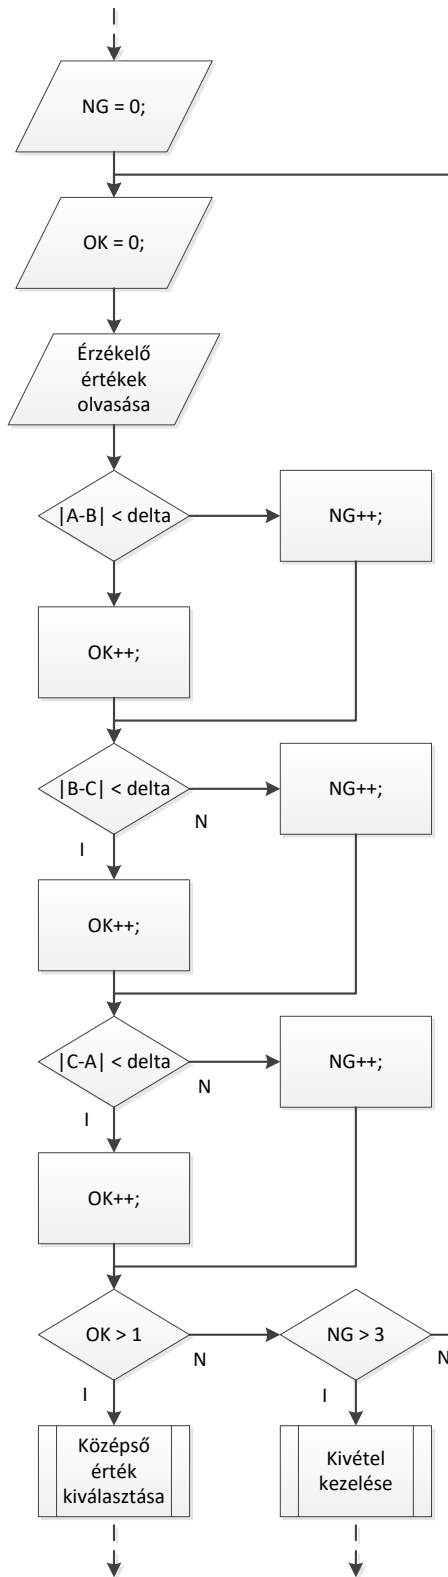 NG = 0;
OK = 0;
Érzékelő
értékek
olvasása
|A-B| < delta
NG++;
OK++;
|B-C| < delta
NG++;
N
I
OK++;
|C-A| < delta
NG++;
N
I
OK++;
OK > 1
NG > 3
N
N
I
I
Középső
érték
kiválasztása
Kivétel
kezelése